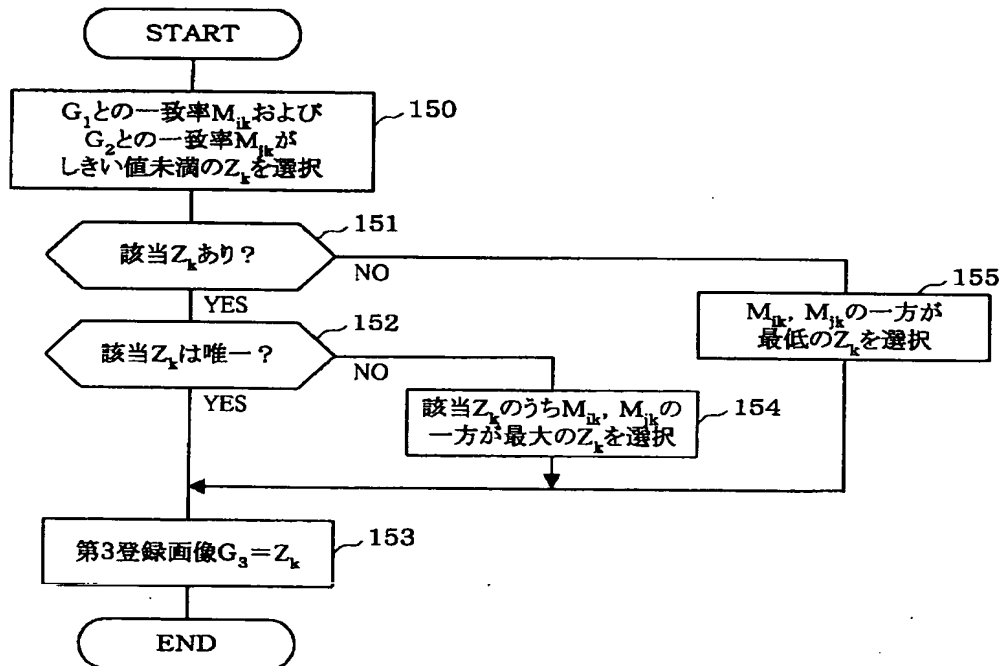 START
G₁との一致率Mᵢₖおよび
G₂との一致率Mⱼₖが
しきい値未満のZₖを選択
150
該当Zₖあり？
151
NO
YES
155
Mᵢₖ, Mⱼₖの一方が
最低のZₖを選択
該当Zₖは唯一？
152
NO
YES
該当ZₖのうちMᵢₖ, Mⱼₖの
一方が最大のZₖを選択
154
第3登録画像G₃＝Zₖ
153
END